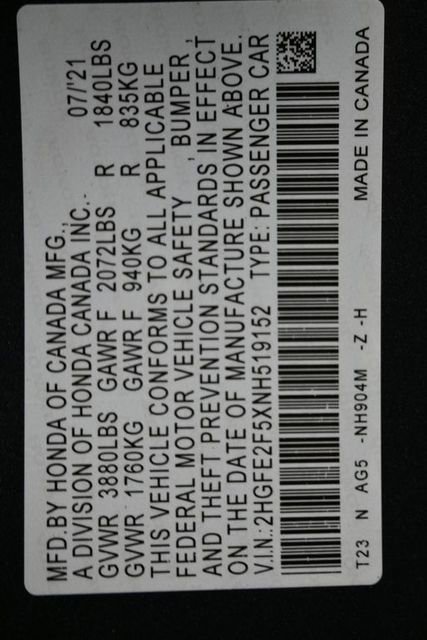 MFD.BY HONDA OF CANADA MFG., 07/'21
A DIVISION OF HONDA CANADA INC.
GVWR 3880LBS GAWR F 2072LBS R 1840LBS
GVWR 1760KG GAWR F 940KG R 835KG
THIS VEHICLE CONFORMS TO ALL APPLICABLE
FEDERAL MOTOR VEHICLE SAFETY , BUMPER ,
AND THEFT PREVENTION STANDARDS IN EFFECT
ON THE DATE OF MANUFACTURE SHOWN ABOVE.
V.I.N.:2HGFE2F5XNH519152 TYPE: PASSENGER CAR
T23 N AG5 -NH904M -Z -H MADE IN CANADA